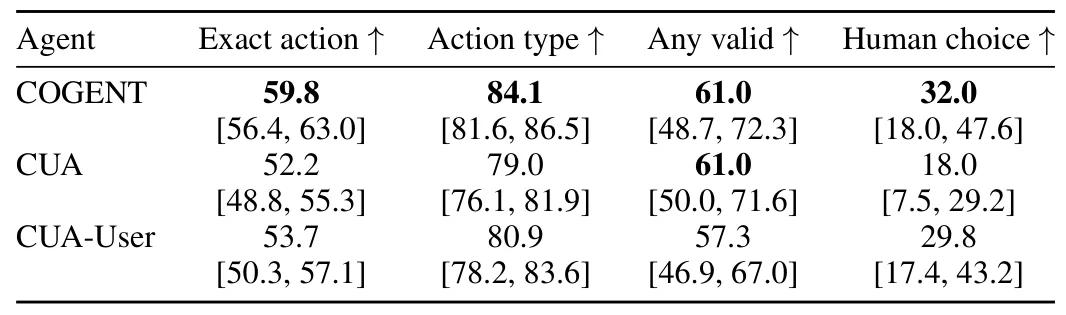 Agent Exact action ↑ Action type ↑ Any valid ↑ Human choice ↑
COGENT 59.8 84.1 61.0 32.0
[56.4, 63.0] [81.6, 86.5] [48.7, 72.3] [18.0, 47.6]
CUA 52.2 79.0 61.0 18.0
[48.8, 55.3] [76.1, 81.9] [50.0, 71.6] [7.5, 29.2]
CUA-User 53.7 80.9 57.3 29.8
[50.3, 57.1] [78.2, 83.6] [46.9, 67.0] [17.4, 43.2]